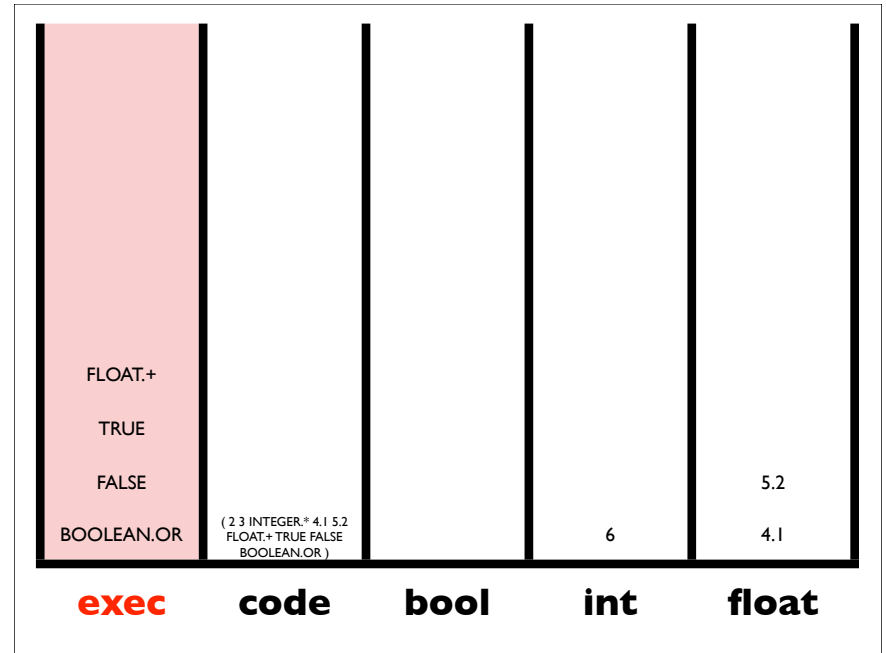 FLOAT.+
TRUE
FALSE
5.2
BOOLEAN.OR
( 2 3 INTEGER.* 4.1 5.2
FLOAT.+ TRUE FALSE
BOOLEAN.OR )
6
4.1
exec
code
bool
int
float